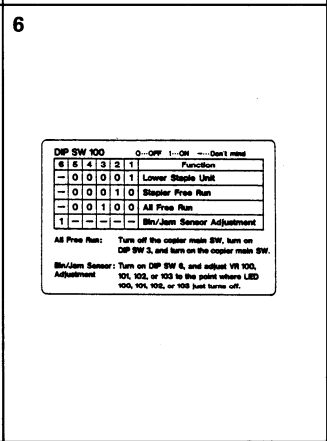 6
DIP SW 100 0···OFF 1···ON -···Don't mind
6 5 4 3 2 1 Function
- 0 0 0 0 1 Lower Staple Unit
- 0 0 0 1 0 Stapler Free Run
- 0 0 1 0 0 All Free Run
1 - - - - - Bin/Jam Sensor Adjustment
All Free Run: Turn off the copier main SW, turn on
DIP SW 3, and turn on the copier main SW.
Bin/Jam Sensor: Turn on DIP SW 6, and adjust VR 100,
Adjustment 101, 102, or 103 to the point where LED
100, 101, 102, or 103 just turns off.